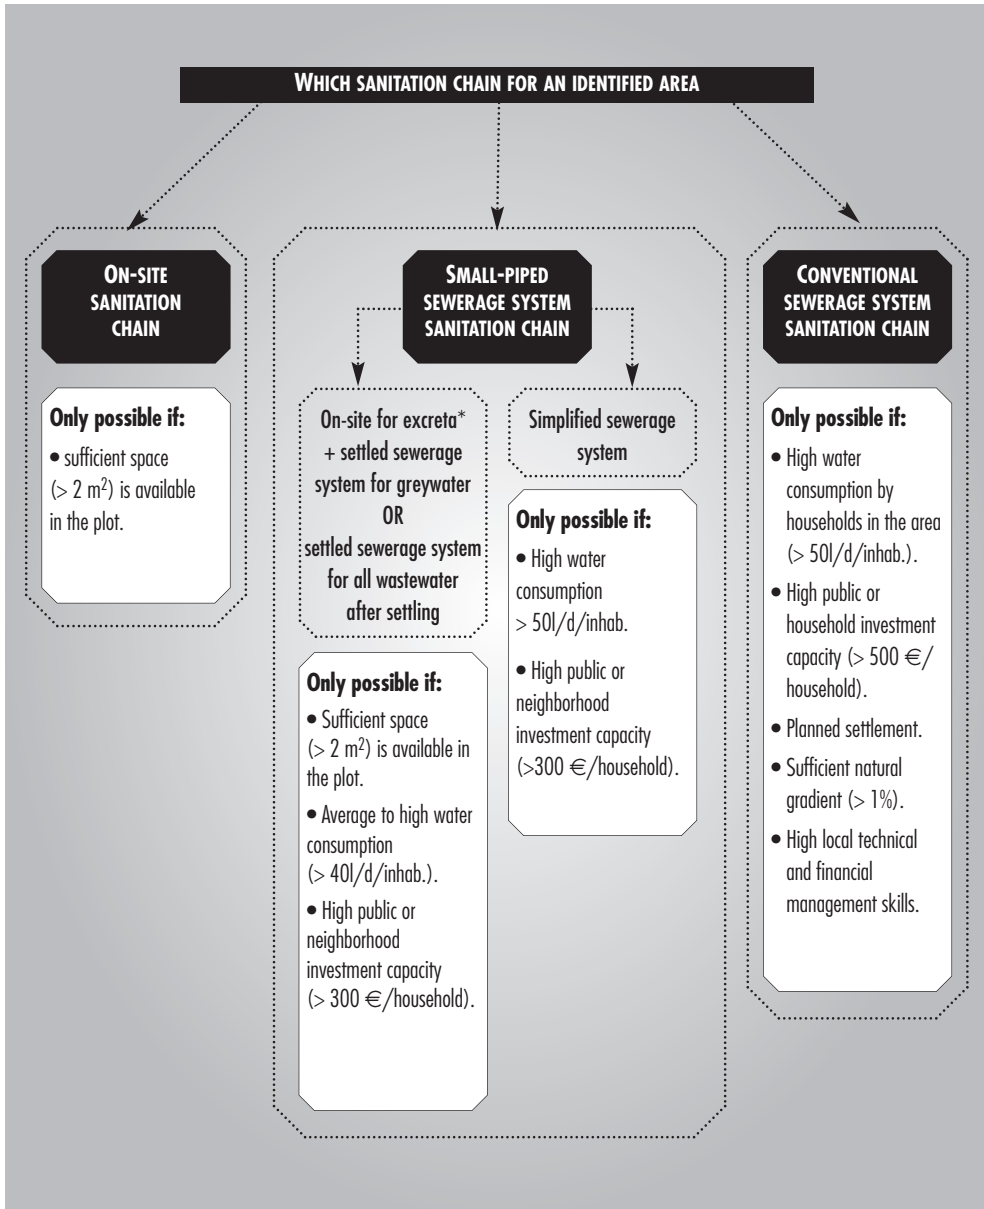 WHICH SANITATION CHAIN FOR AN IDENTIFIED AREA
ON-SITE
SANITATION
CHAIN
Only possible if:
• sufficient space
(> 2 m²) is available
in the plot.
SMALL-PIPED
SEWERAGE SYSTEM
SANITATION CHAIN
On-site for excreta*
+ settled sewerage
system for greywater
OR
settled sewerage system
for all wastewater
after settling
Only possible if:
• Sufficient space
(> 2 m²) is available in
the plot.
• Average to high water
consumption
(> 40l/d/inhab.).
• High public or
neighborhood
investment capacity
(> 300 €/household).
Simplified sewerage
system
Only possible if:
• High water
consumption
> 50l/d/inhab.
• High public or
neighborhood
investment capacity
(>300 €/household).
CONVENTIONAL
SEWERAGE SYSTEM
SANITATION CHAIN
Only possible if:
• High water
consumption by
households in the area
(> 50l/d/inhab.).
• High public or
household investment
capacity (> 500 €/
household).
• Planned settlement.
• Sufficient natural
gradient (> 1%).
• High local technical
and financial
management skills.